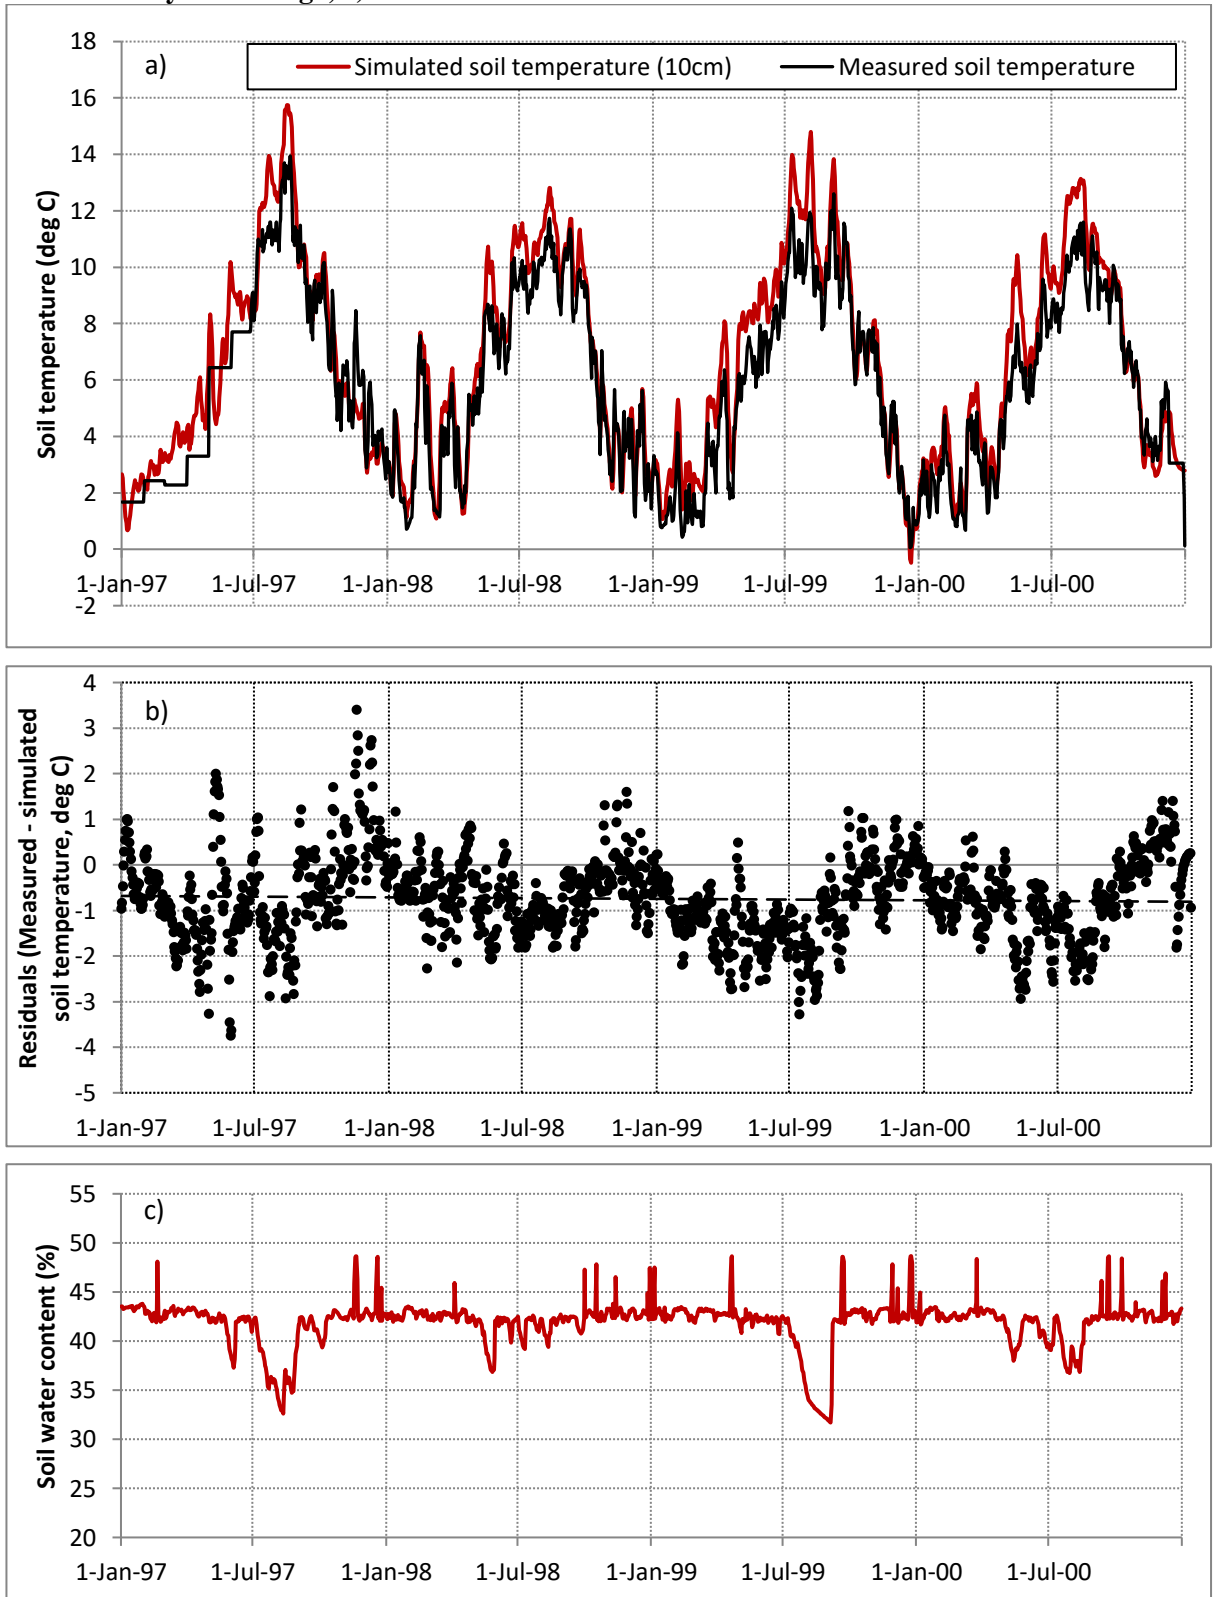 18
a)
Simulated soil temperature (10cm)
Measured soil temperature
16
14
12
10
8
6
4
2
0
-2
Soil temperature (deg C)
1-Jan-97
1-Jul-97
1-Jan-98
1-Jul-98
1-Jan-99
1-Jul-99
1-Jan-00
1-Jul-00
4
b)
3
2
1
0
-1
-2
-3
-4
-5
Residuals (Measured - simulated
soil temperature, deg C)
1-Jan-97
1-Jul-97
1-Jan-98
1-Jul-98
1-Jan-99
1-Jul-99
1-Jan-00
1-Jul-00
55
c)
50
45
40
35
30
25
20
Soil water content (%)
1-Jan-97
1-Jul-97
1-Jan-98
1-Jul-98
1-Jan-99
1-Jul-99
1-Jan-00
1-Jul-00